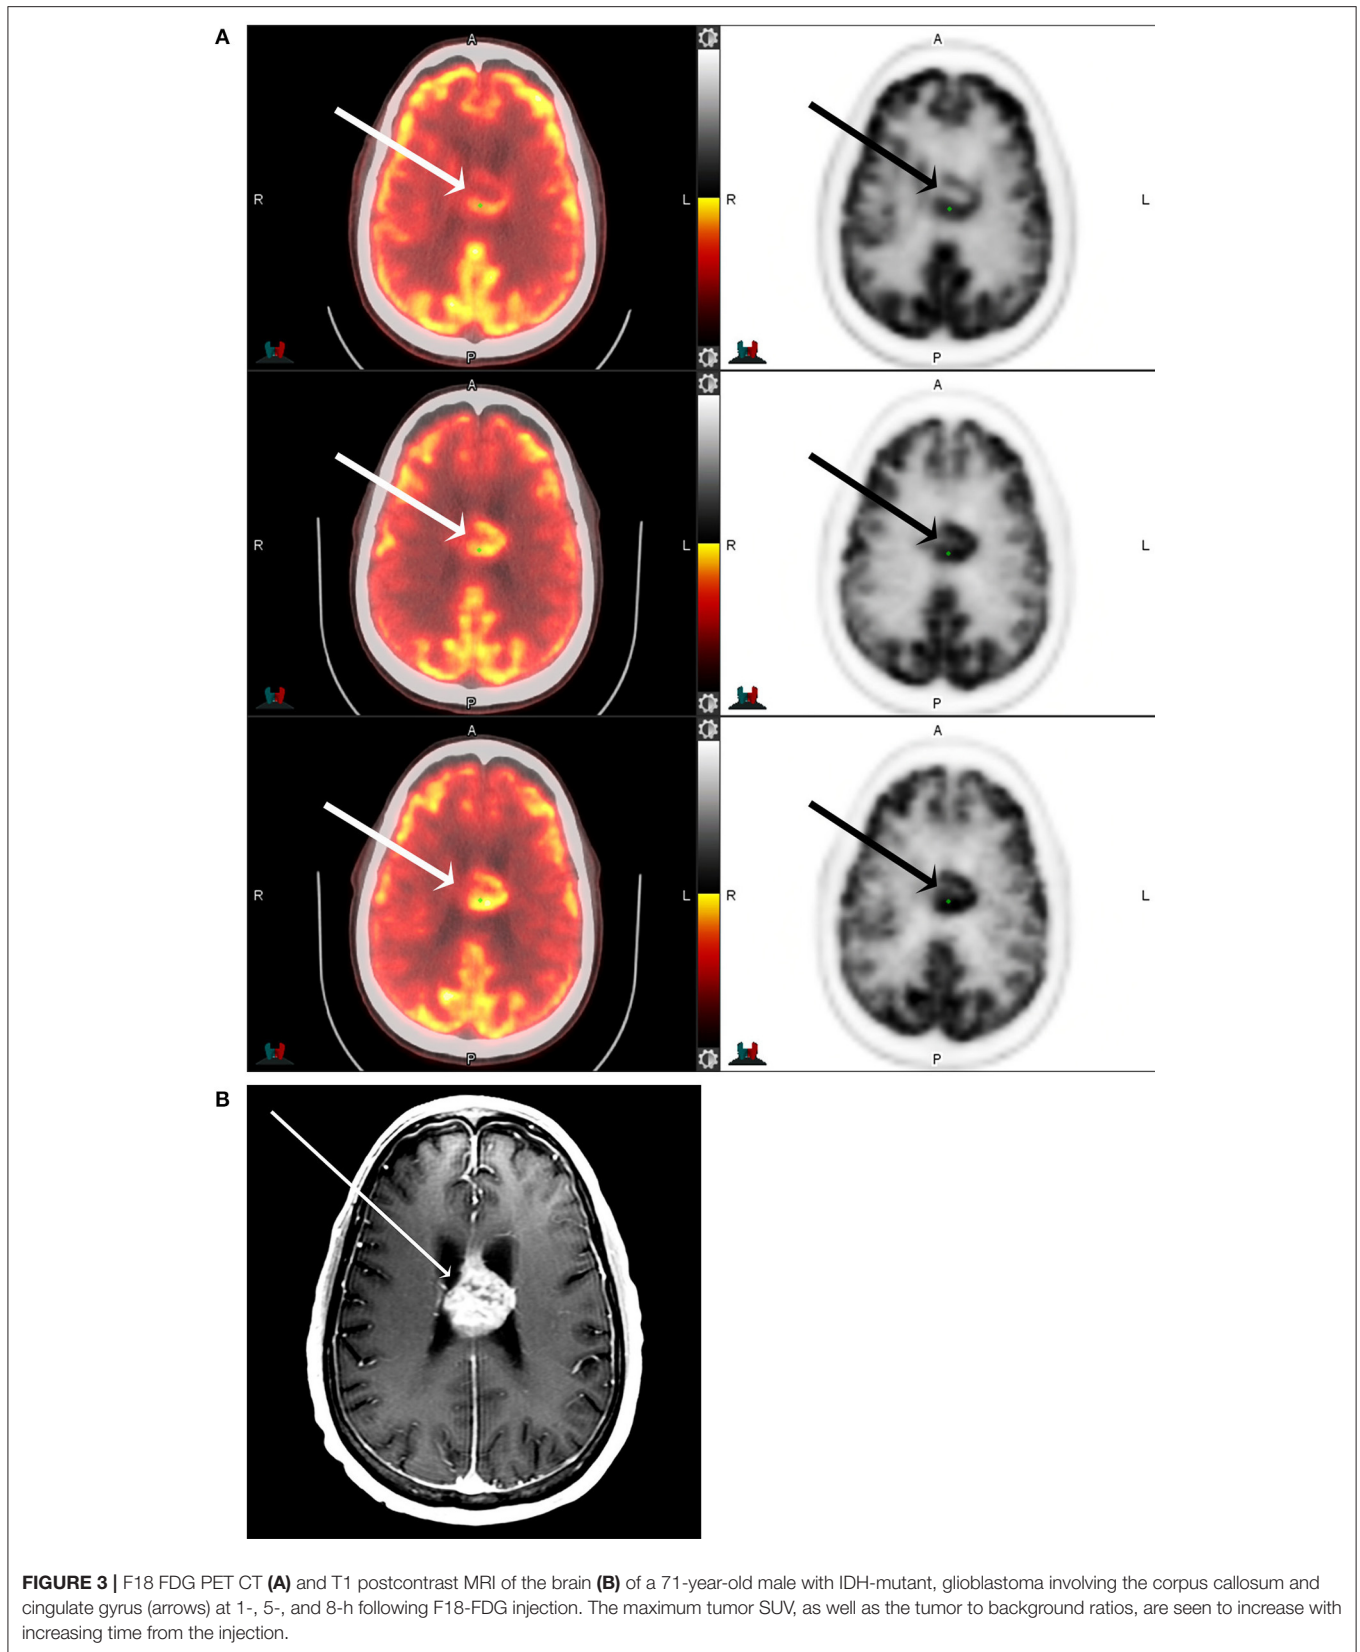 A
A
A
R
L
R
L
P
P
A
A
R
L
R
L
P
P
A
A
R
L
R
L
P
P
B
FIGURE 3 | F18 FDG PET CT (A) and T1 postcontrast MRI of the brain (B) of a 71-year-old male with IDH-mutant, glioblastoma involving the corpus callosum and
cingulate gyrus (arrows) at 1-, 5-, and 8-h following F18-FDG injection. The maximum tumor SUV, as well as the tumor to background ratios, are seen to increase with
increasing time from the injection.